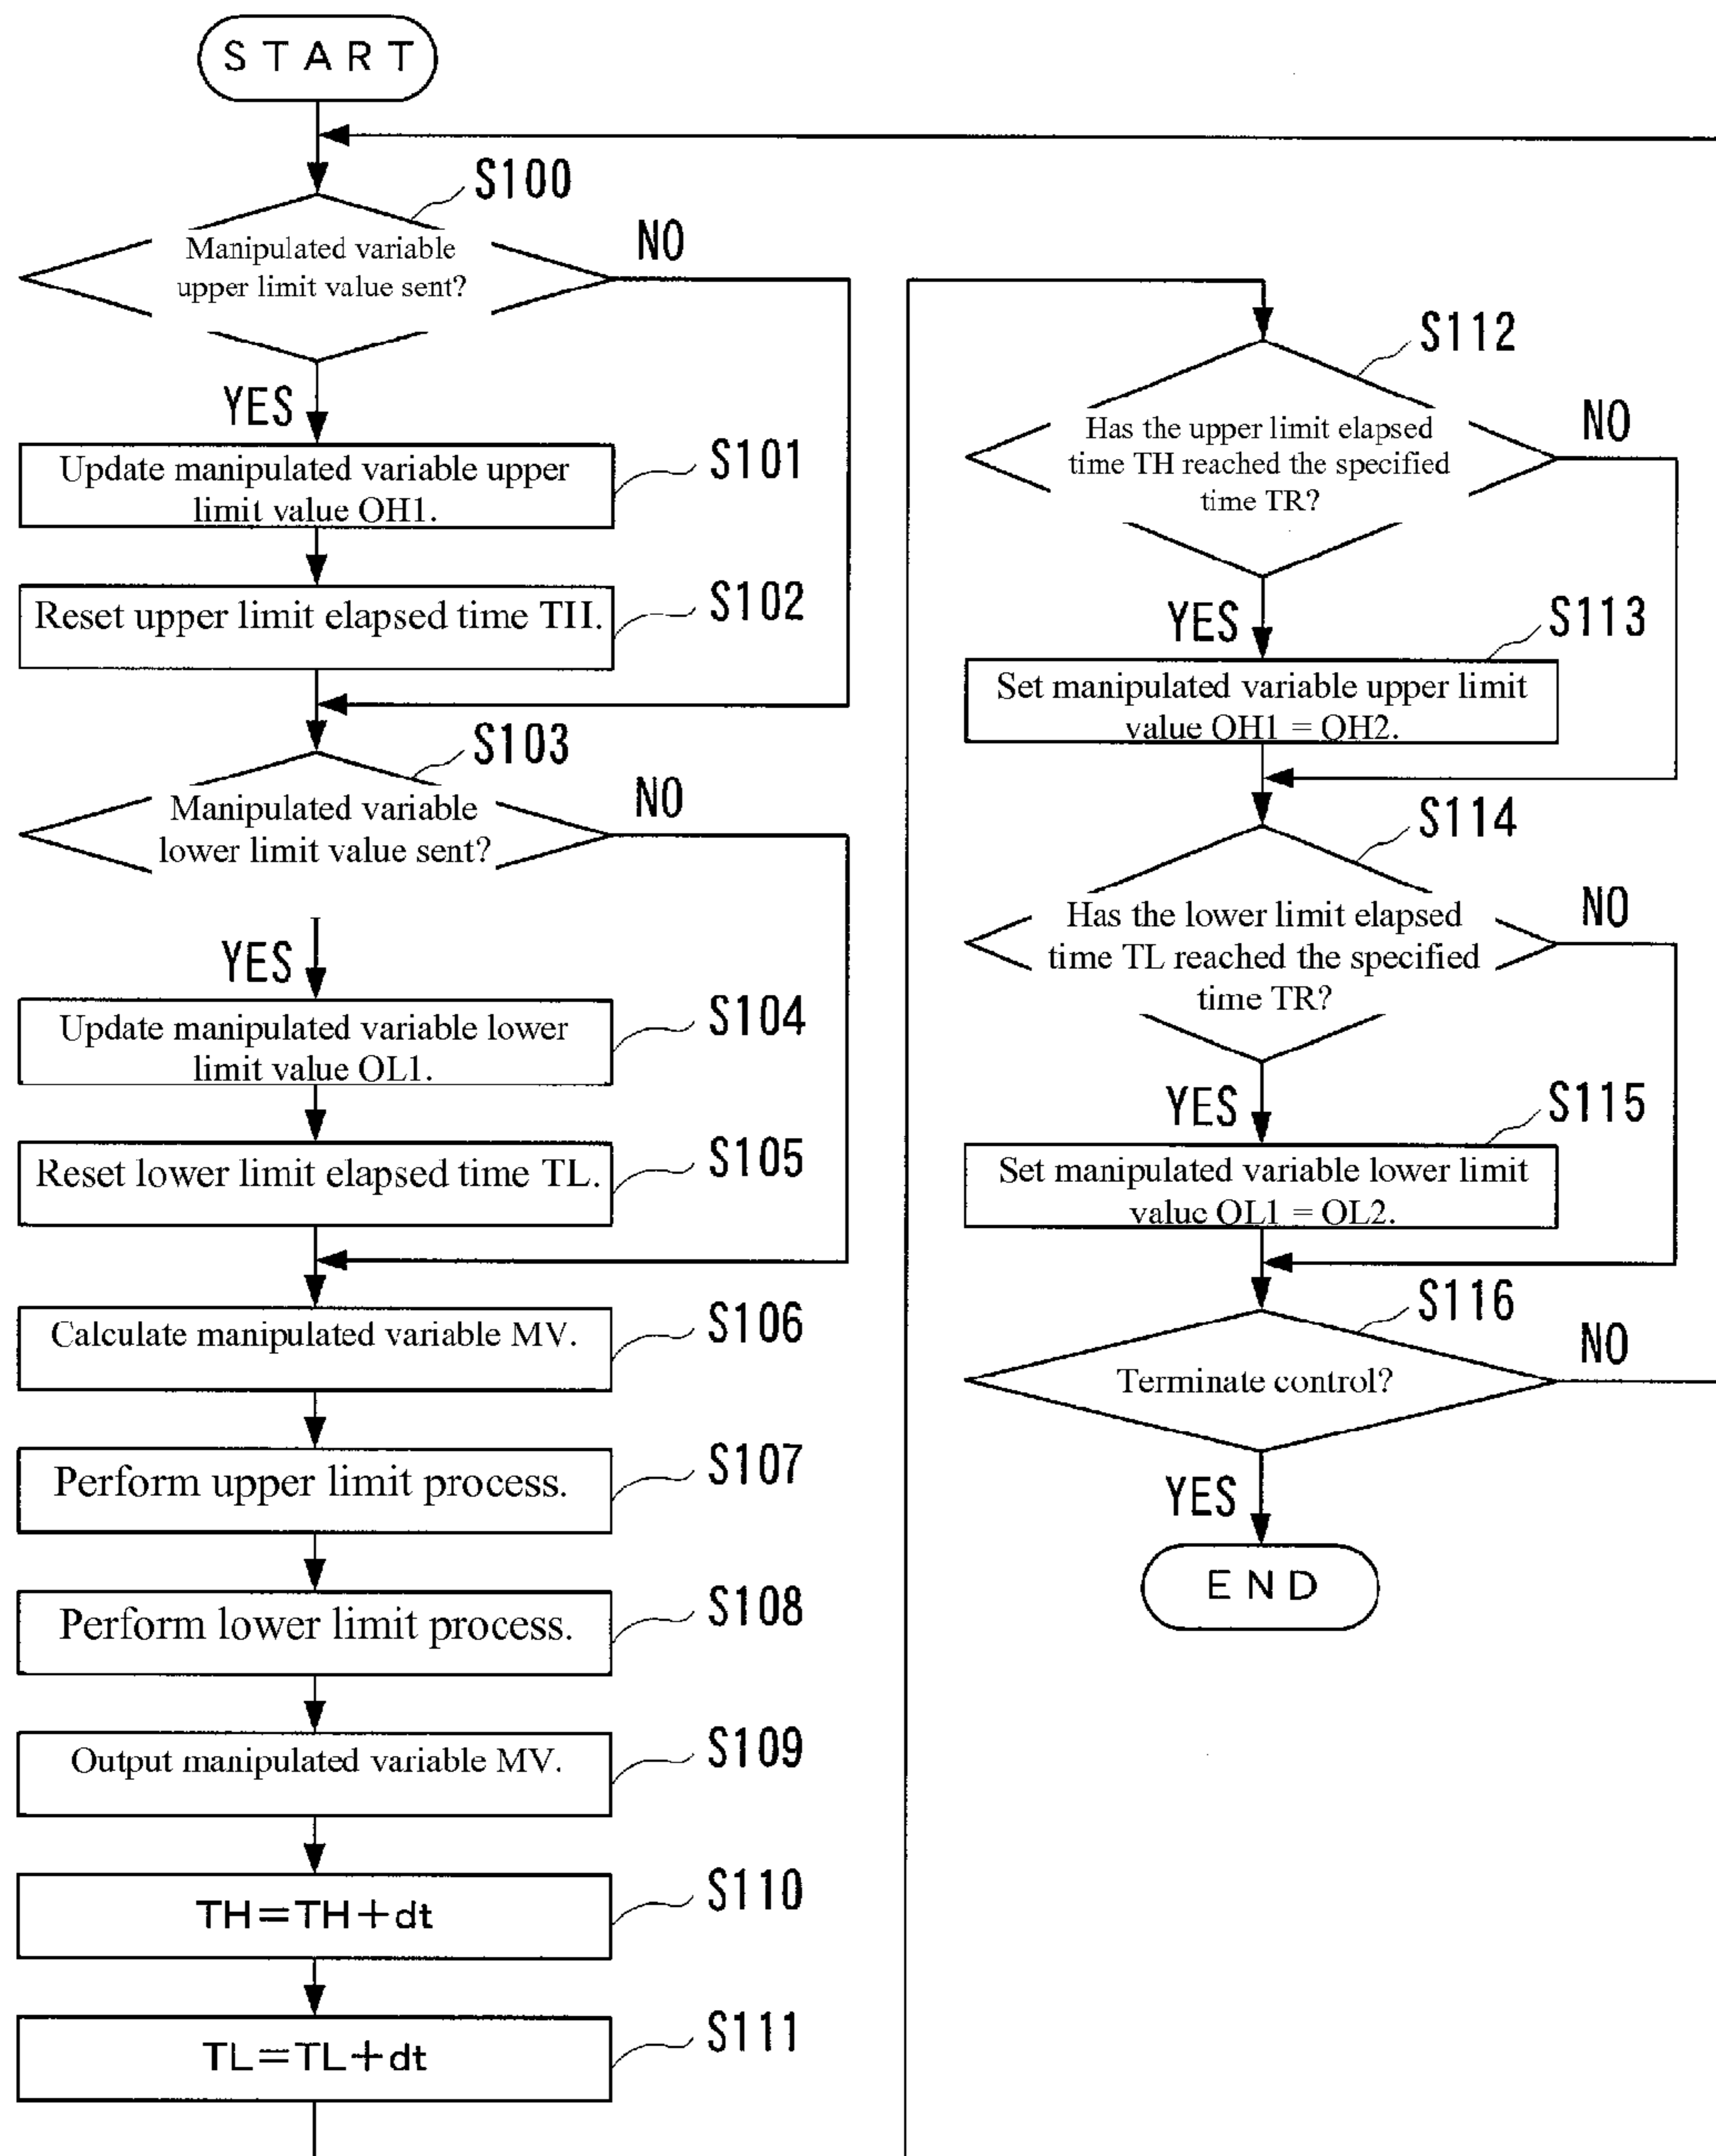 START
S100
Manipulated variable
upper limit value sent?
NO
YES
S101
Update manipulated variable upper
limit value OH1.
S102
Reset upper limit elapsed time TH.
S103
Manipulated variable
lower limit value sent?
NO
YES
S104
Update manipulated variable lower
limit value OL1.
S105
Reset lower limit elapsed time TL.
S106
Calculate manipulated variable MV.
S107
Perform upper limit process.
S108
Perform lower limit process.
S109
Output manipulated variable MV.
S110
TH=TH+dt
S111
TL=TL+dt
S112
Has the upper limit elapsed
time TH reached the specified
time TR?
NO
YES
S113
Set manipulated variable upper limit
value OH1 = OH2.
S114
Has the lower limit elapsed
time TL reached the specified
time TR?
NO
YES
S115
Set manipulated variable lower limit
value OL1 = OL2.
S116
Terminate control?
NO
YES
END